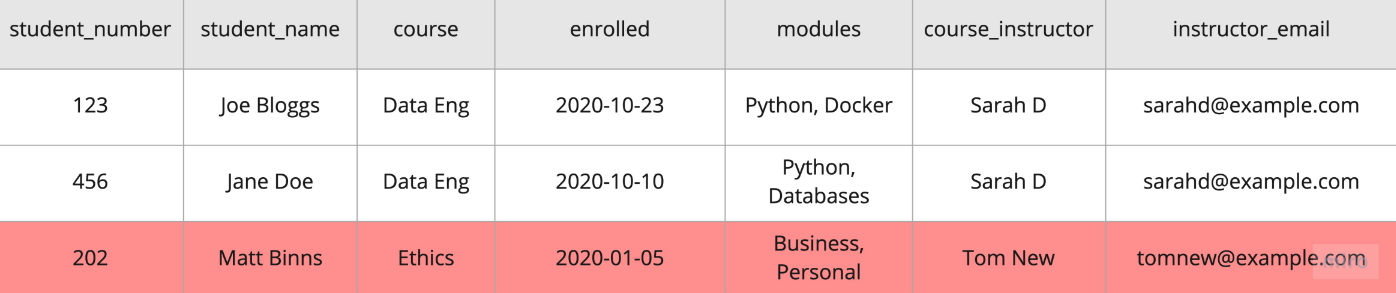 student_number student_name course enrolled modules course_instructor instructor_email
123 Joe Bloggs Data Eng 2020-10-23 Python, Docker Sarah D sarahd@example.com
456 Jane Doe Data Eng 2020-10-10 Python,
Databases Sarah D sarahd@example.com
202 Matt Binns Ethics 2020-01-05 Business,
Personal Tom New tomnew@example.com